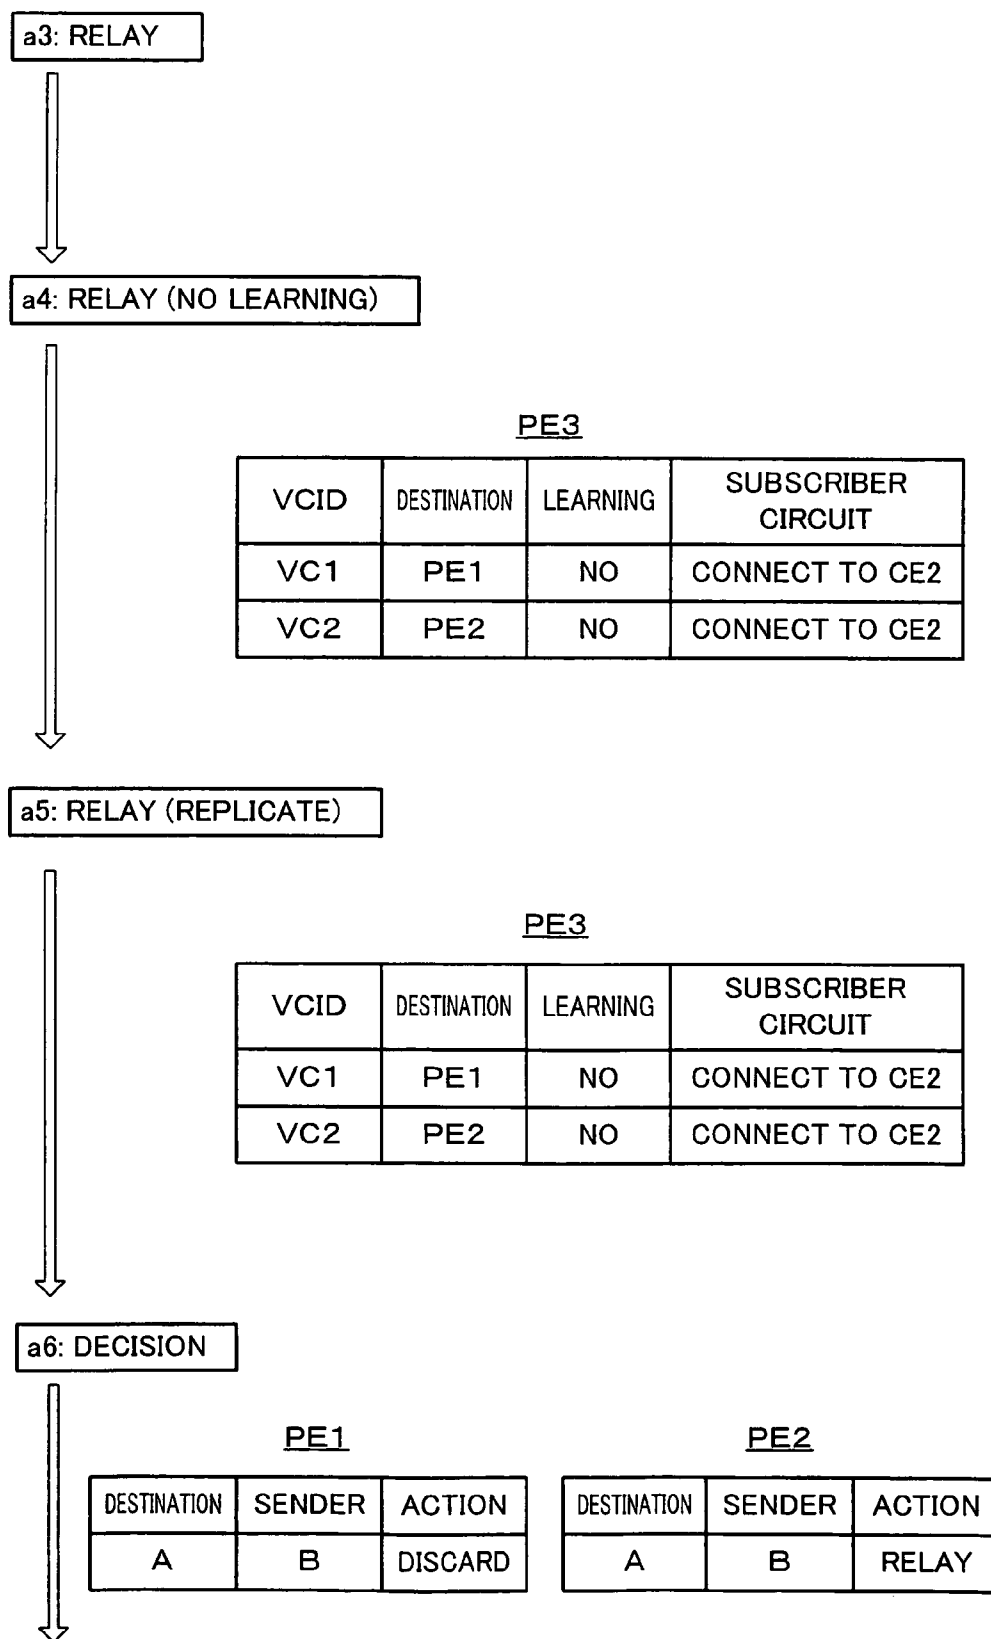 a3: RELAY
a4: RELAY (NO LEARNING)
PE3
VCID DESTINATION LEARNING SUBSCRIBER CIRCUIT
VC1 PE1 NO CONNECT TO CE2
VC2 PE2 NO CONNECT TO CE2
a5: RELAY (REPLICATE)
PE3
VCID DESTINATION LEARNING SUBSCRIBER CIRCUIT
VC1 PE1 NO CONNECT TO CE2
VC2 PE2 NO CONNECT TO CE2
a6: DECISION
PE1
DESTINATION SENDER ACTION
A B DISCARD
PE2
DESTINATION SENDER ACTION
A B RELAY